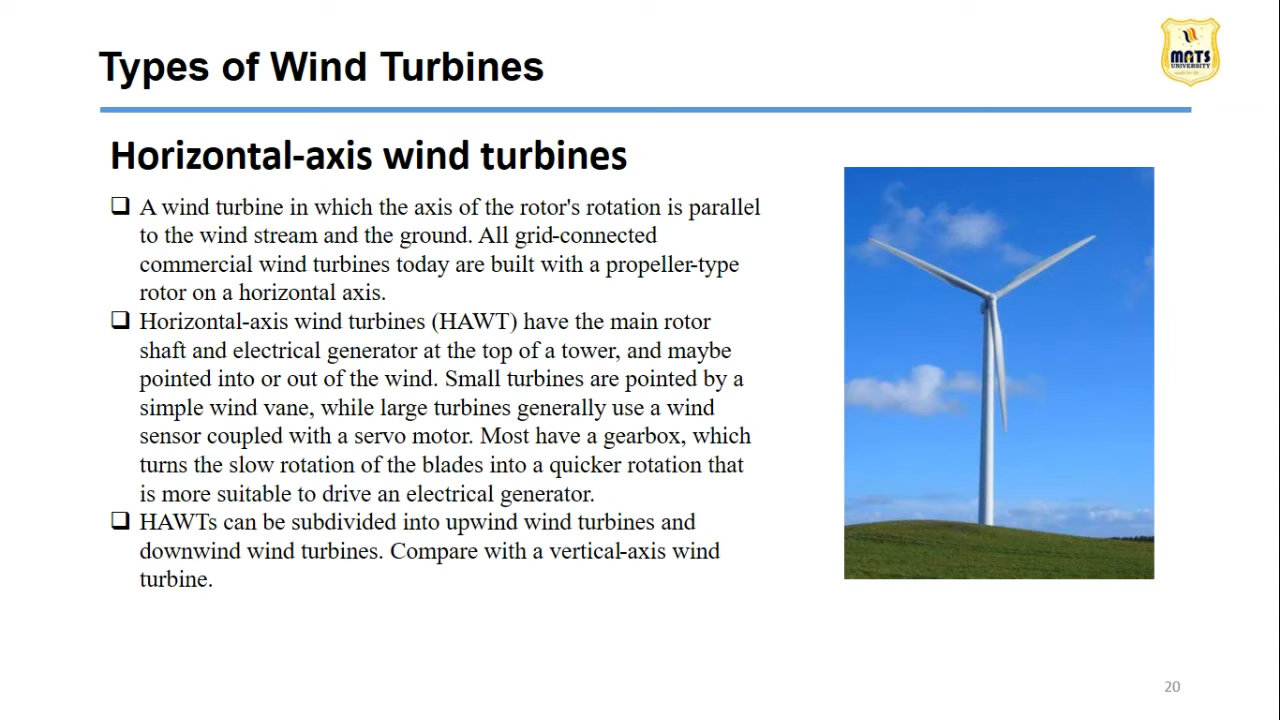 Types of Wind Turbines
MATS
UNIVERSITY
Horizontal-axis wind turbines
❑ A wind turbine in which the axis of the rotor's rotation is parallel
to the wind stream and the ground. All grid-connected
commercial wind turbines today are built with a propeller-type
rotor on a horizontal axis.
❑ Horizontal-axis wind turbines (HAWT) have the main rotor
shaft and electrical generator at the top of a tower, and maybe
pointed into or out of the wind. Small turbines are pointed by a
simple wind vane, while large turbines generally use a wind
sensor coupled with a servo motor. Most have a gearbox, which
turns the slow rotation of the blades into a quicker rotation that
is more suitable to drive an electrical generator.
❑ HAWTs can be subdivided into upwind wind turbines and
downwind wind turbines. Compare with a vertical-axis wind
turbine.
20